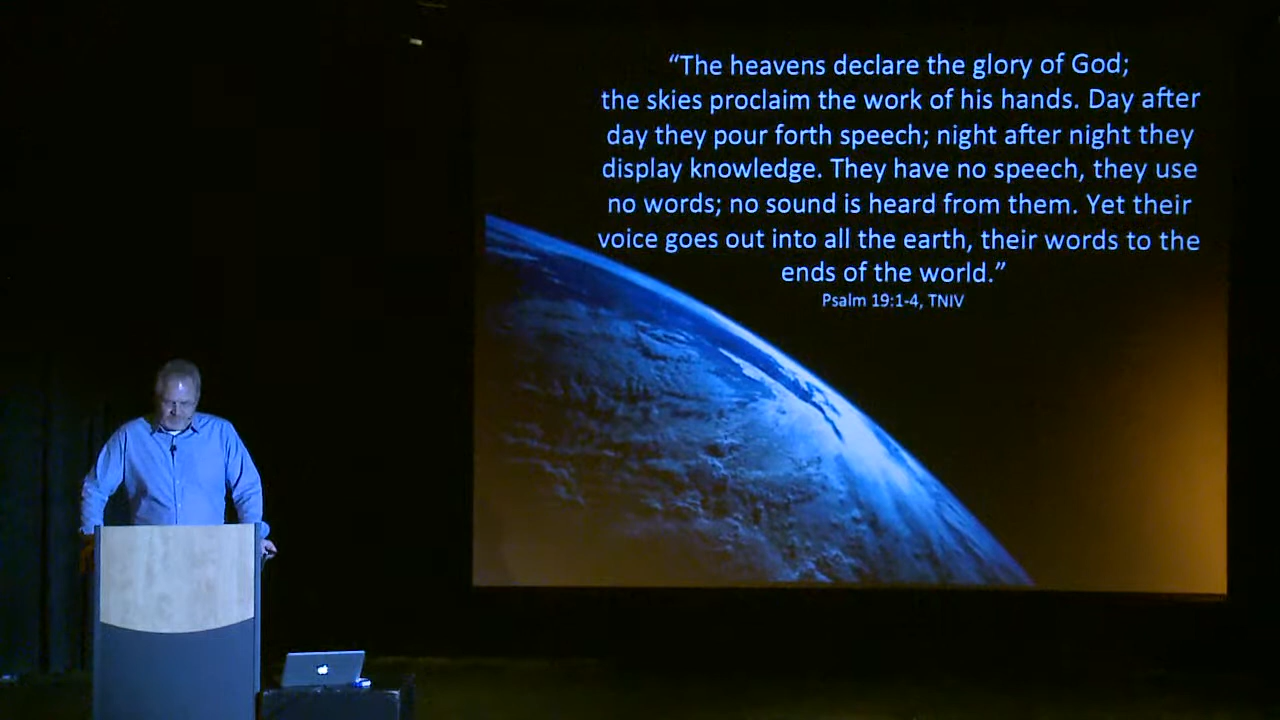 “The heavens declare the glory of God;
the skies proclaim the work of his hands. Day after
day they pour forth speech; night after night they
display knowledge. They have no speech, they use
no words; no sound is heard from them. Yet their
voice goes out into all the earth, their words to the
ends of the world.”
Psalm 19:1-4, TNIV